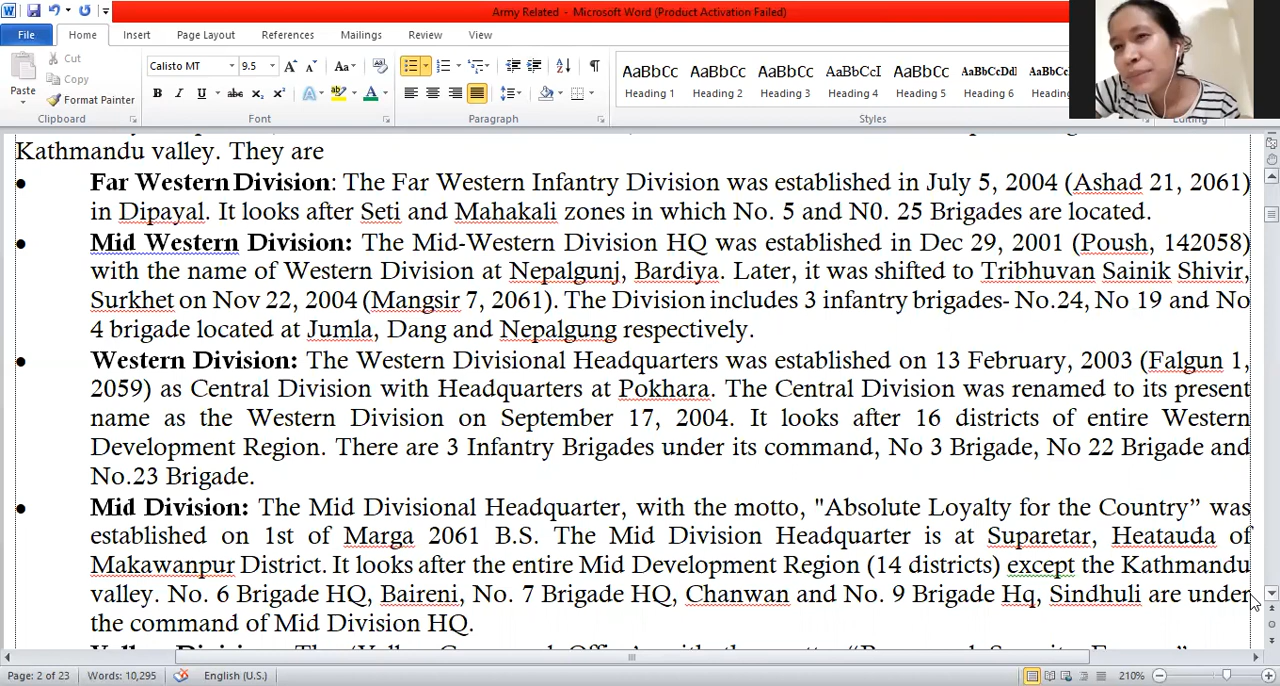 Army Related - Microsoft Word (Product Activation Failed)
File Home Insert Page Layout References Mailings Review View
Cut
Copy
Paste
Format Painter
Calisto MT 9.5
AaBbCc AaBbCc AaBbCc AaBbCcI AaBbCc AaBbCcDd AaBbCc
Heading 1 Heading 2 Heading 3 Heading 4 Heading 5 Heading 6 Heading
Clipboard Font Paragraph Styles Editing
Kathmandu valley. They are
● Far Western Division: The Far Western Infantry Division was established in July 5, 2004 (Ashad 21, 2061)
in Dipayal. It looks after Seti and Mahakali zones in which No. 5 and N0. 25 Brigades are located.
● Mid Western Division: The Mid-Western Division HQ was established in Dec 29, 2001 (Poush, 142058)
with the name of Western Division at Nepalgunj, Bardiya. Later, it was shifted to Tribhuvan Sainik Shivir,
Surkhet on Nov 22, 2004 (Mangsir 7, 2061). The Division includes 3 infantry brigades- No.24, No 19 and No
4 brigade located at Jumla, Dang and Nepalgung respectively.
● Western Division: The Western Divisional Headquarters was established on 13 February, 2003 (Falgun 1,
2059) as Central Division with Headquarters at Pokhara. The Central Division was renamed to its present
name as the Western Division on September 17, 2004. It looks after 16 districts of entire Western
Development Region. There are 3 Infantry Brigades under its command, No 3 Brigade, No 22 Brigade and
No.23 Brigade.
● Mid Division: The Mid Divisional Headquarter, with the motto, "Absolute Loyalty for the Country” was
established on 1st of Marga 2061 B.S. The Mid Division Headquarter is at Suparetar, Heatauda of
Makawanpur District. It looks after the entire Mid Development Region (14 districts) except the Kathmandu
valley. No. 6 Brigade HQ, Baireni, No. 7 Brigade HQ, Chanwan and No. 9 Brigade Hq, Sindhuli are under
the command of Mid Division HQ.
Page: 2 of 23 Words: 10,295 English (U.S.) 210%